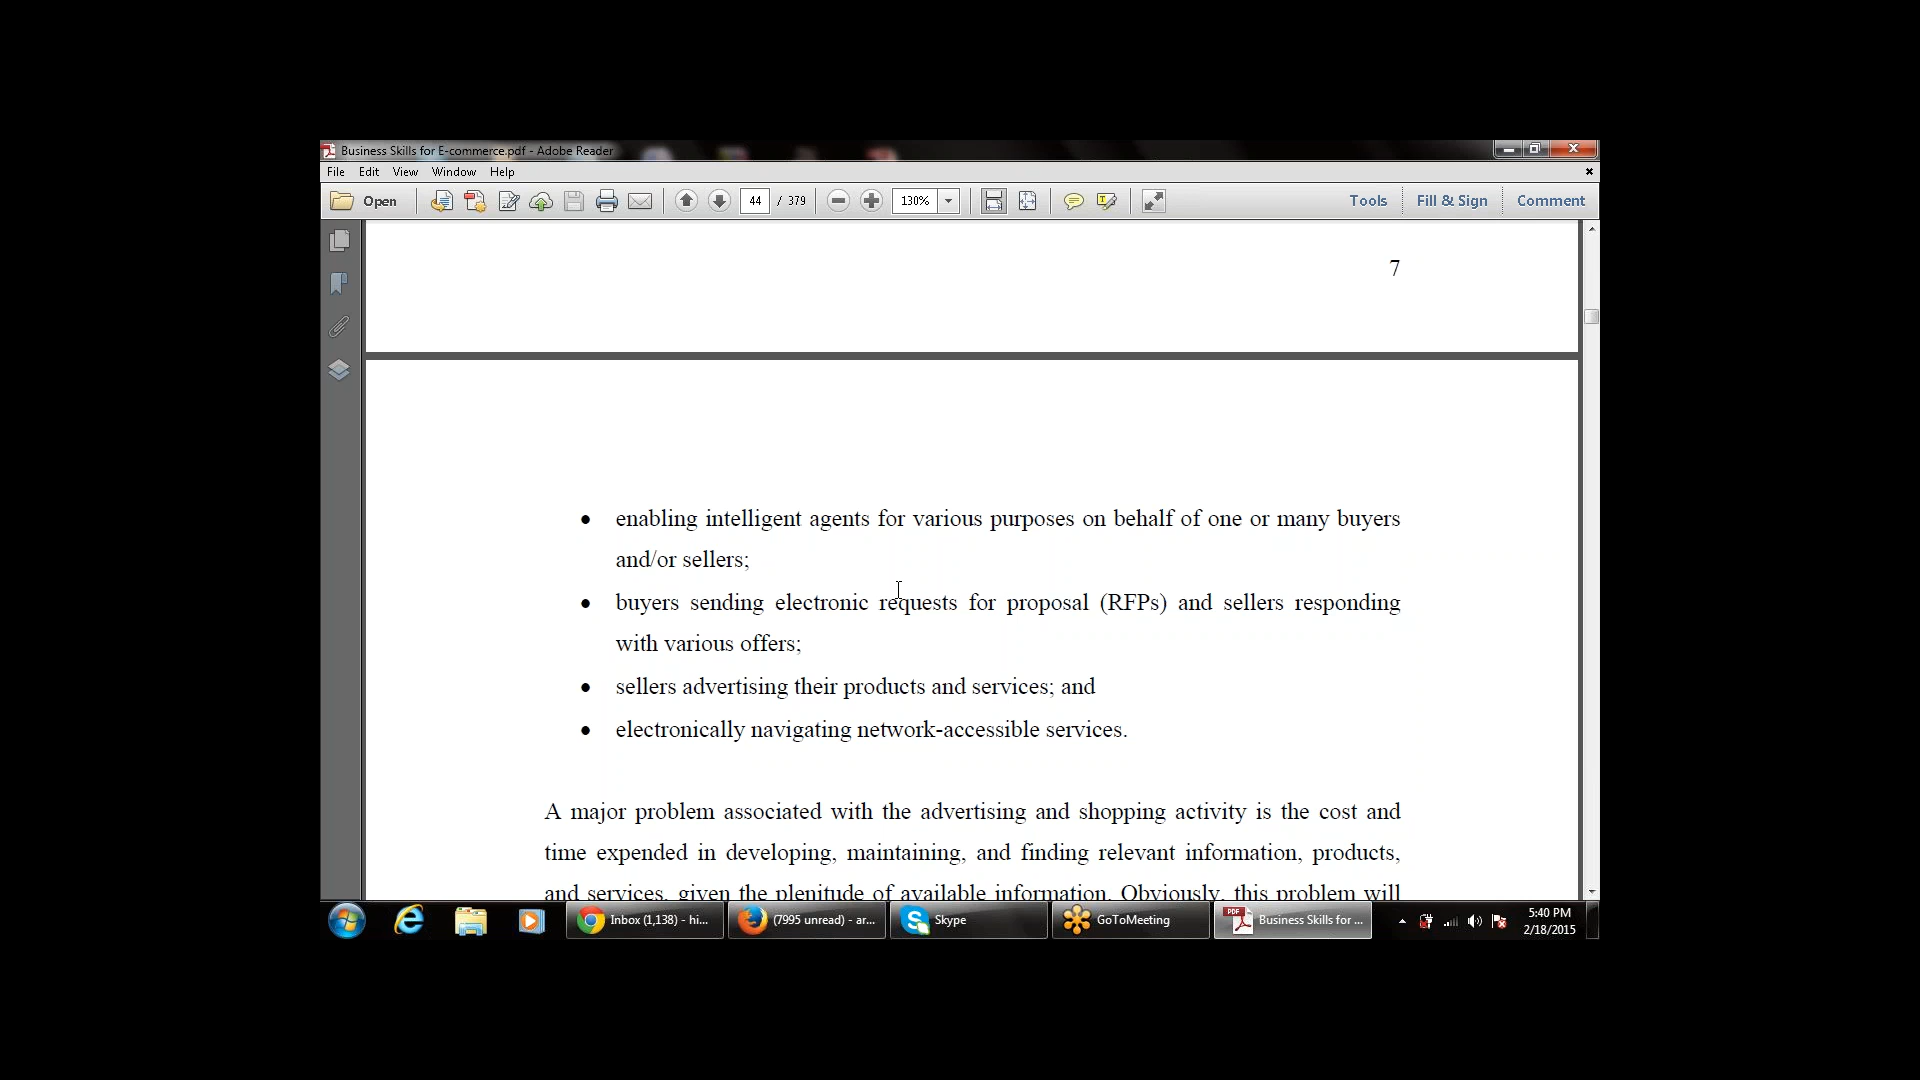 Business Skills for E-commerce.pdf - Adobe Reader
File Edit View Window Help
Open 44 / 379 130% Tools Fill & Sign Comment
7
• enabling intelligent agents for various purposes on behalf of one or many buyers
and/or sellers;
• buyers sending electronic requests for proposal (RFPs) and sellers responding
with various offers;
• sellers advertising their products and services; and
• electronically navigating network-accessible services.
A major problem associated with the advertising and shopping activity is the cost and
time expended in developing, maintaining, and finding relevant information, products,
and services, given the plenitude of available information. Obviously, this problem will
Inbox (1,138) - hi... (7995 unread) - ar... Skype GoToMeeting PDF Business Skills for ... 5:40 PM
2/18/2015